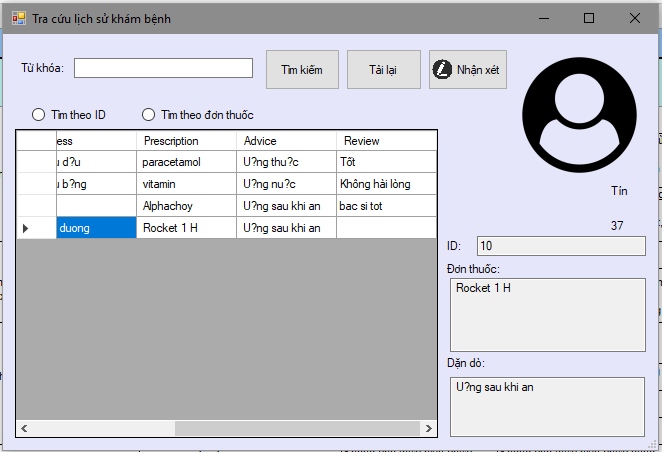 Tra cứu lịch sử khám bệnh
Từ khóa:
Tìm kiếm
Tải lại
Nhận xét
Tìm theo ID
Tìm theo đơn thuốc
ess Prescription Advice Review
u d?u paracetamol U?ng thu?c Tốt
u b?ng vitamin U?ng nu?c Không hài lòng
Alphachoy U?ng sau khi an bac si tot
duong Rocket 1 H U?ng sau khi an
Tín
37
ID: 10
Đơn thuốc:
Rocket 1 H
Dặn dò:
U?ng sau khi an